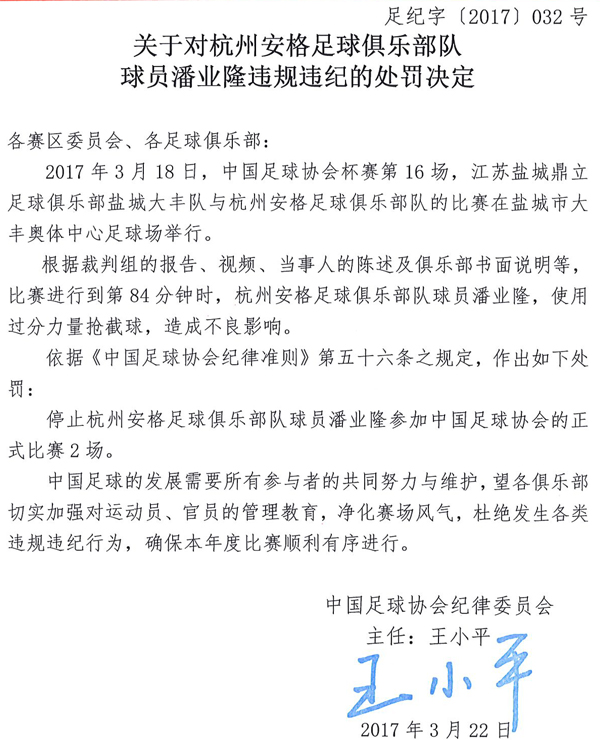 足纪字〔2017〕032 号
关于对杭州安格足球俱乐部队
球员潘业隆违规违纪的处罚决定
各赛区委员会、各足球俱乐部：
2017 年 3 月 18 日，中国足球协会杯赛第 16 场，江苏盐城鼎立
足球俱乐部盐城大丰队与杭州安格足球俱乐部队的比赛在盐城市大
丰奥体中心足球场举行。
根据裁判组的报告、视频、当事人的陈述及俱乐部书面说明等，
比赛进行到第 84 分钟时，杭州安格足球俱乐部队球员潘业隆，使用
过分力量抢截球，造成不良影响。
依据《中国足球协会纪律准则》第五十六条之规定，作出如下处
罚：
停止杭州安格足球俱乐部队球员潘业隆参加中国足球协会的正
式比赛 2 场。
中国足球的发展需要所有参与者的共同努力与维护，望各俱乐部
切实加强对运动员、官员的管理教育，净化赛场风气，杜绝发生各类
违规违纪行为，确保本年度比赛顺利有序进行。
中国足球协会纪律委员会
主任：王小平
王小平
2017 年 3 月 22 日